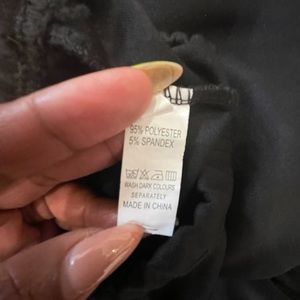 95% POLYESTER
5% SPANDEX
WASH DARK COLOURS
SEPARATELY
MADE IN CHINA